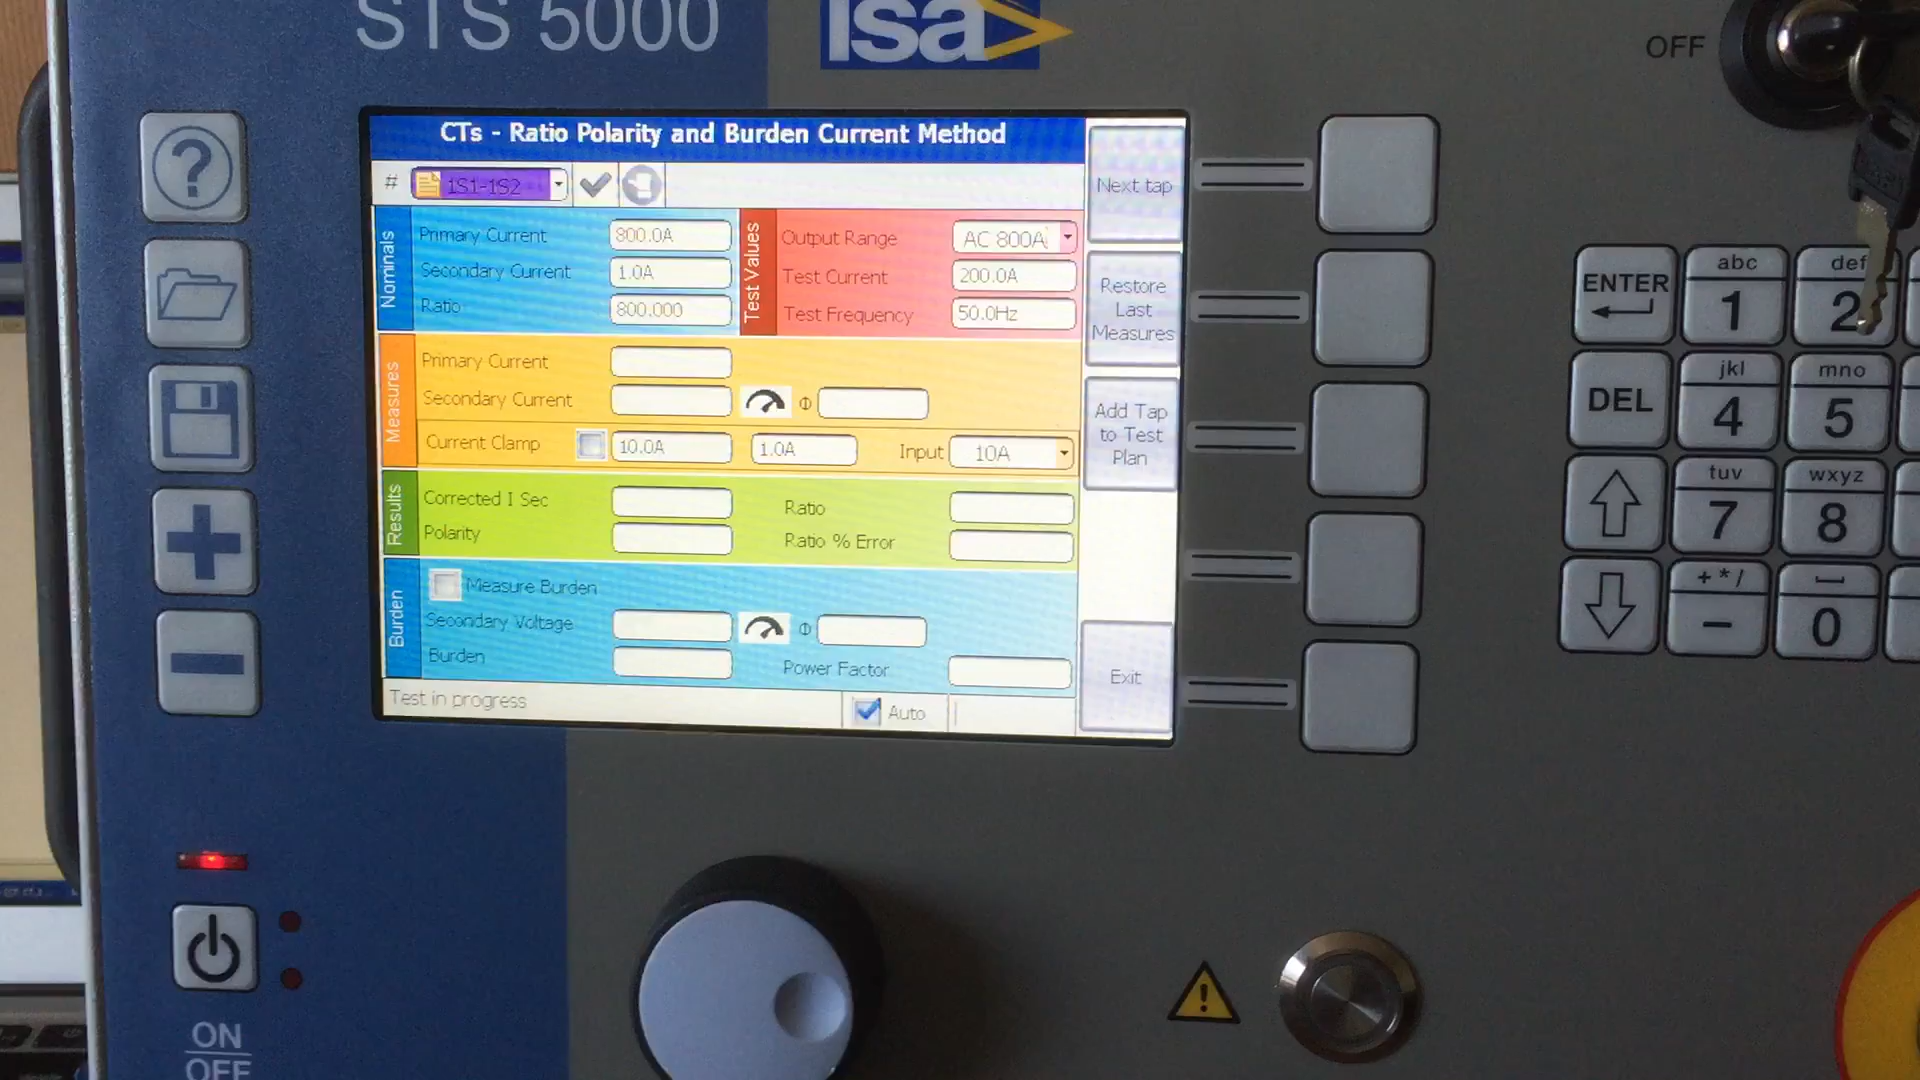 STS 5000
isa
OFF
CTs - Ratio Polarity and Burden Current Method
# 1S1-1S2
Nominals
Primary Current 800.0A
Secondary Current 1.0A
Ratio 800.000
Test Values
Output Range AC 800A
Test Current 200.0A
Test Frequency 50.0Hz
Measures
Primary Current
Secondary Current Φ
Current Clamp 10.0A 1.0A Input 10A
Results
Corrected I Sec Ratio
Polarity Ratio % Error
Burden
Measure Burden
Secondary Voltage Φ
Burden Power Factor
Test in progress Auto
Next tap
Restore
Last
Measures
Add Tap
to Test
Plan
Exit
?
ENTER
abc
1
def
2
DEL
jkl
4
mno
5
tuv
7
wxyz
8
+*/
-
0
ON
OFF